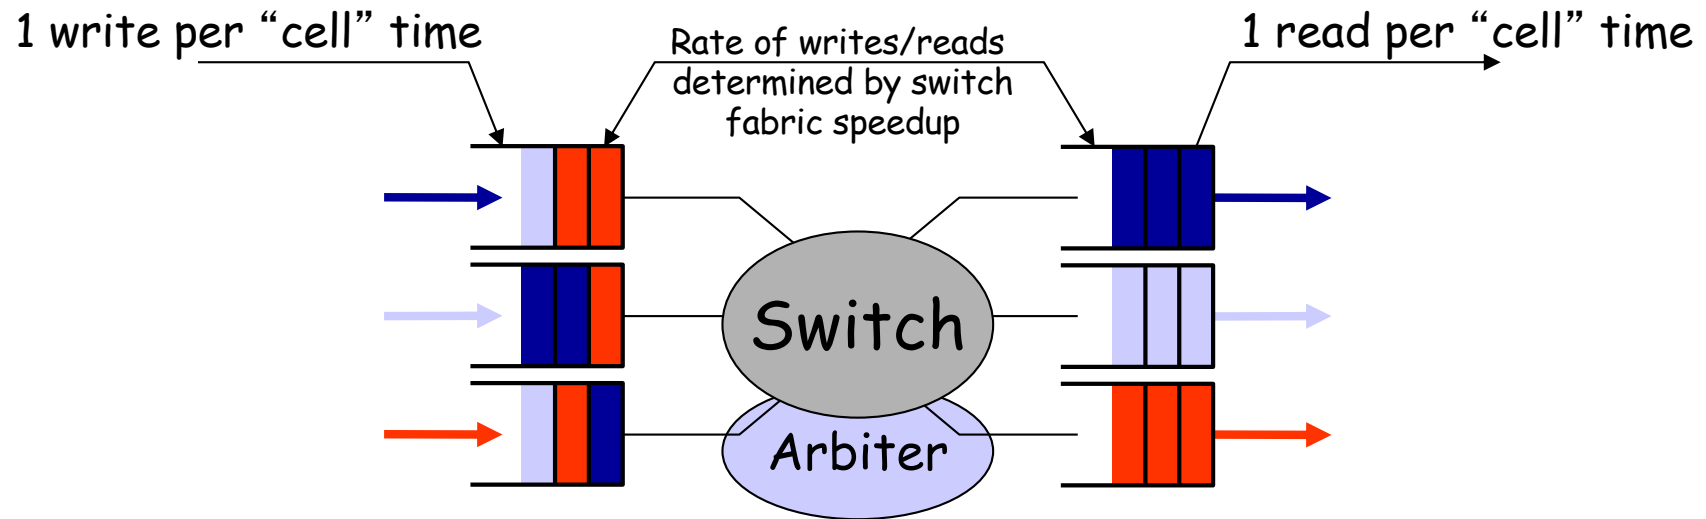 1 write per “cell” time
Rate of writes/reads
determined by switch
fabric speedup
1 read per “cell” time
Switch
Arbiter